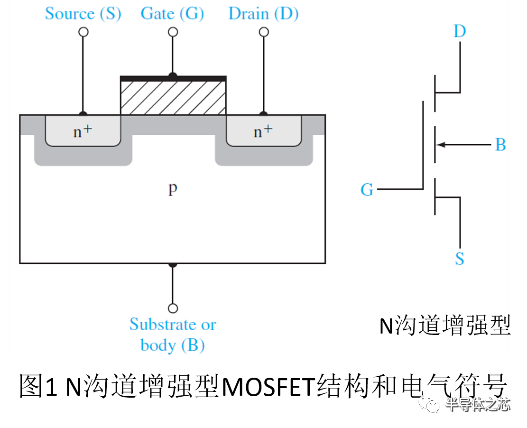 Source (S) Gate (G) Drain (D)
n+ n+
p
Substrate or
body (B)
D
B
G
S
N沟道增强型
图1 N沟道增强型MOSFET结构和电气符号
半导体之芯